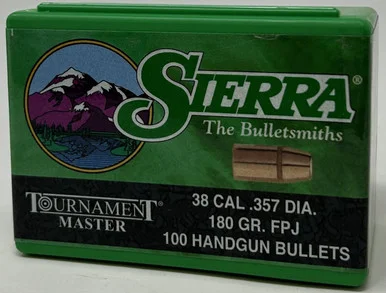 SIERRA®
The Bulletsmiths
TOURNAMENT
MASTER®
38 CAL .357 DIA.
180 GR. FPJ
100 HANDGUN BULLETS